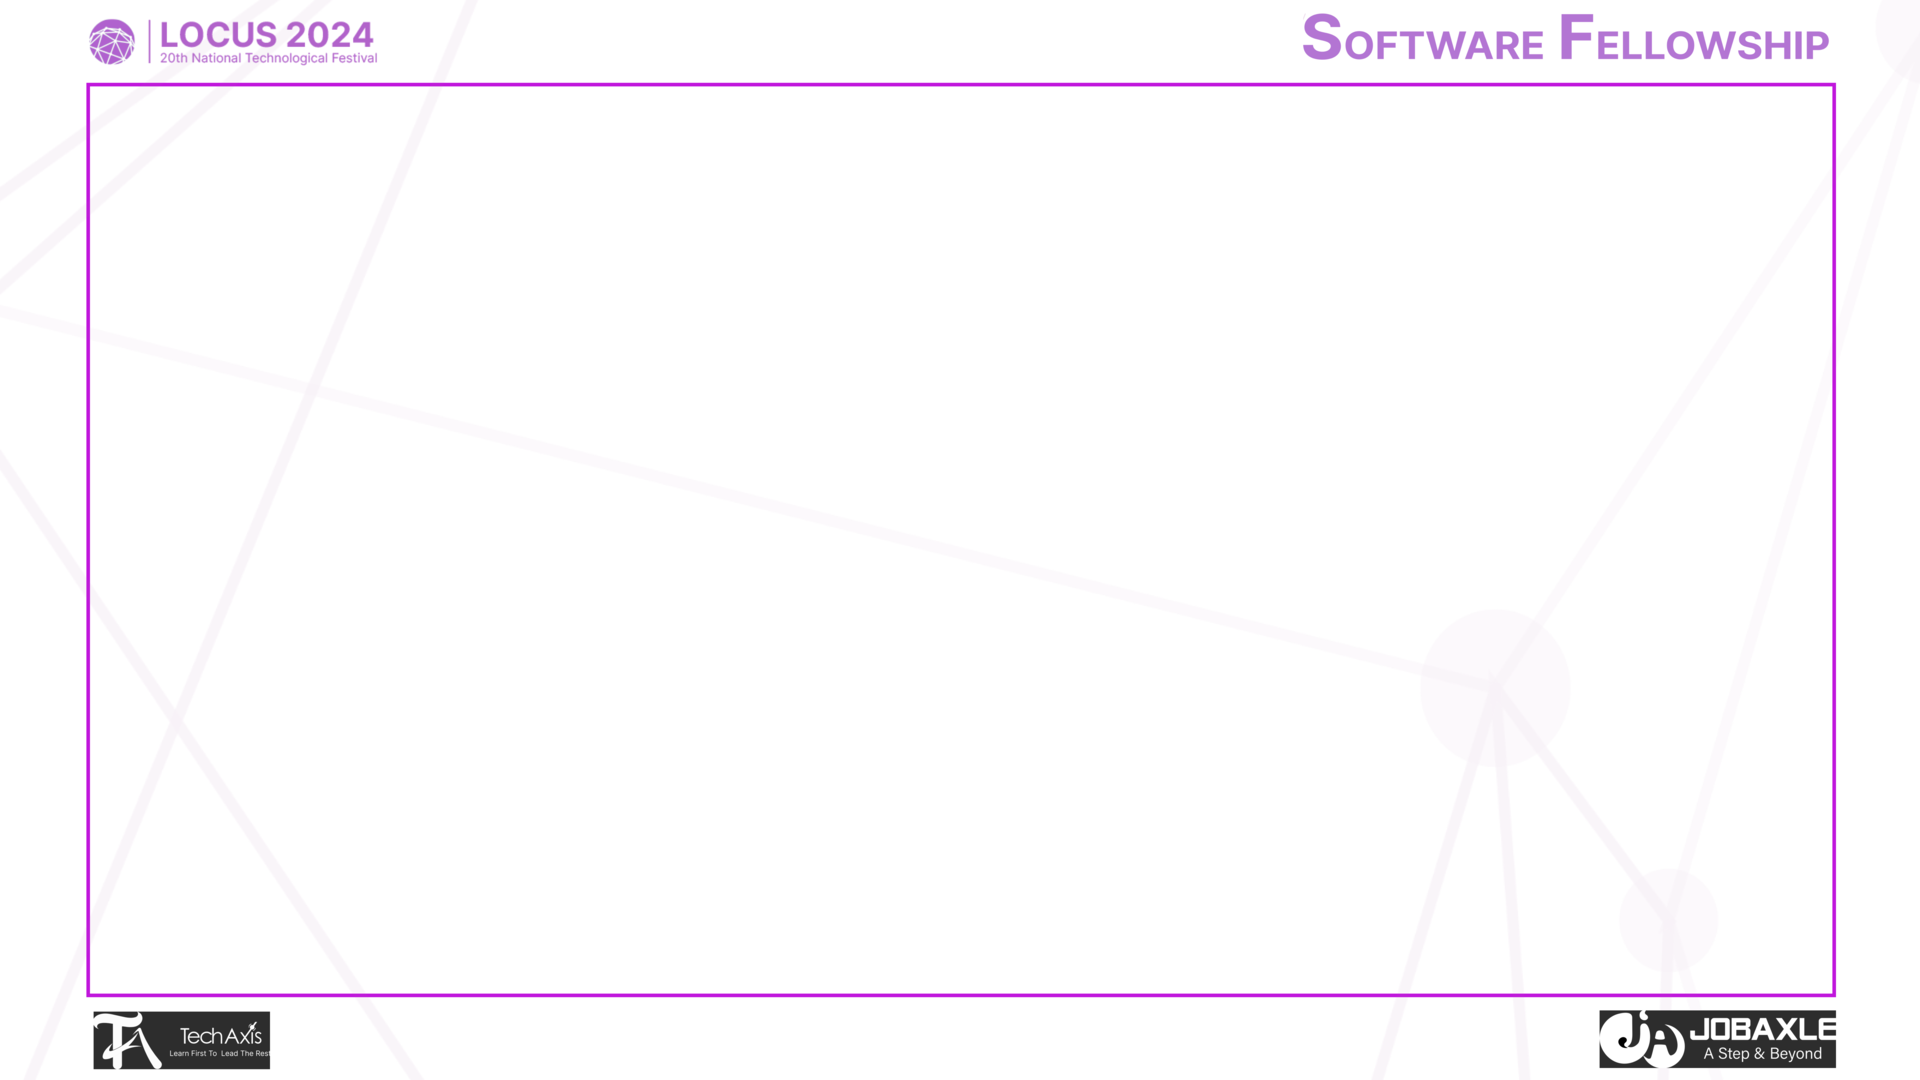 LOCUS 2024
20th National Technological Festival
SOFTWARE FELLOWSHIP
TA TechAxis
Learn First To Lead The Rest
JA JOBAXLE
A Step & Beyond